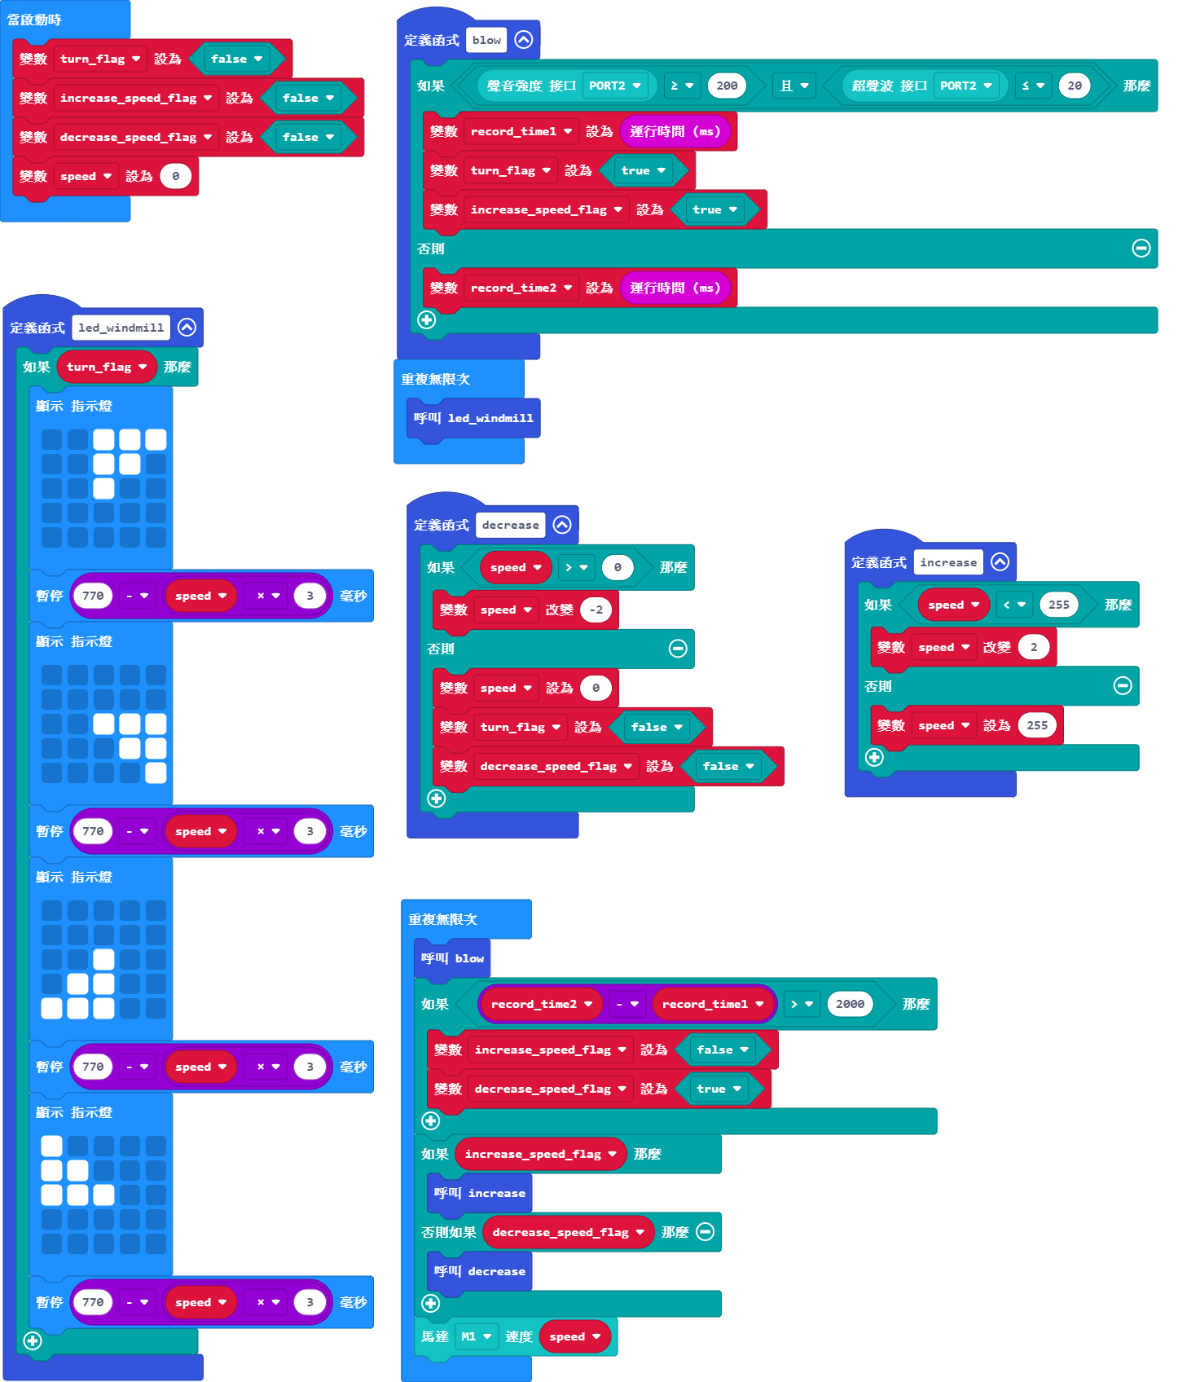 當啟動時
變數 turn_flag 設為 false
變數 increase_speed_flag 設為 false
變數 decrease_speed_flag 設為 false
變數 speed 設為 0
定義函式 led_windmill
如果 turn_flag 那麼
顯示 指示燈
暫停 770 - speed × 3 毫秒
顯示 指示燈
暫停 770 - speed × 3 毫秒
顯示 指示燈
暫停 770 - speed × 3 毫秒
顯示 指示燈
暫停 770 - speed × 3 毫秒
定義函式 blow
如果 聲音強度 接口 PORT2 ≥ 200 且 超聲波 接口 PORT2 ≤ 20 那麼
變數 record_time1 設為 運行時間 (ms)
變數 turn_flag 設為 true
變數 increase_speed_flag 設為 true
否則
變數 record_time2 設為 運行時間 (ms)
重複無限次
呼叫 led_windmill
定義函式 decrease
如果 speed > 0 那麼
變數 speed 改變 -2
否則
變數 speed 設為 0
變數 turn_flag 設為 false
變數 decrease_speed_flag 設為 false
定義函式 increase
如果 speed < 255 那麼
變數 speed 改變 2
否則
變數 speed 設為 255
重複無限次
呼叫 blow
如果 record_time2 - record_time1 > 2000 那麼
變數 increase_speed_flag 設為 false
變數 decrease_speed_flag 設為 true
如果 increase_speed_flag 那麼
呼叫 increase
否則如果 decrease_speed_flag 那麼
呼叫 decrease
馬達 M1 速度 speed